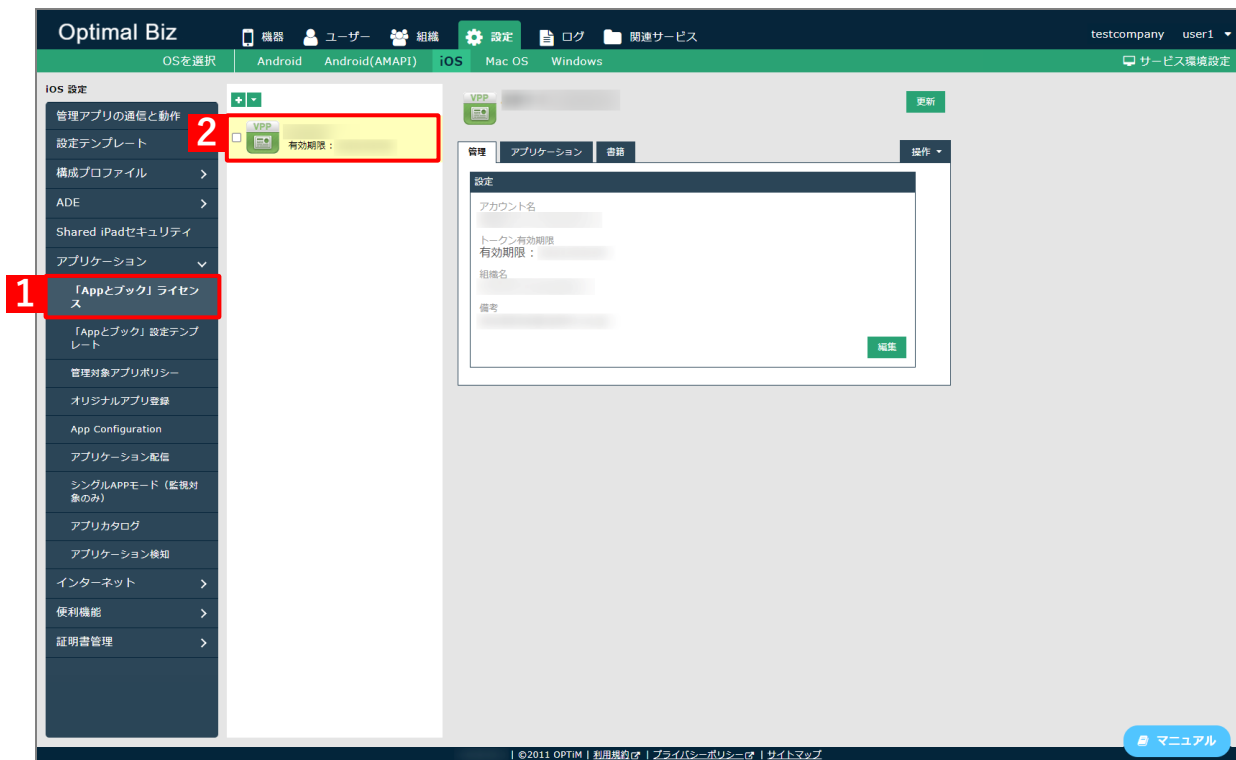 Optimal Biz
機器 ユーザー 組織 設定 ログ 関連サービス
testcompany user1
OSを選択 Android Android(AMAPI) iOS Mac OS Windows
サービス環境設定
iOS 設定
管理アプリの通信と動作
設定テンプレート
構成プロファイル
ADE
Shared iPadセキュリティ
アプリケーション
1
「Appとブック」ライセン
ス
「Appとブック」設定テンプ
レート
管理対象アプリポリシー
オリジナルアプリ登録
App Configuration
アプリケーション配信
シングルAPPモード（監視対
象のみ）
アプリカタログ
アプリケーション検知
インターネット
便利機能
証明書管理
2
VPP
有効期限：
VPP
更新
管理 アプリケーション 書籍
操作
設定
アカウント名
トークン有効期限
有効期限：
組織名
備考
編集
マニュアル
| ©2011 OPTiM | 利用規約 | プライバシーポリシー | サイトマップ